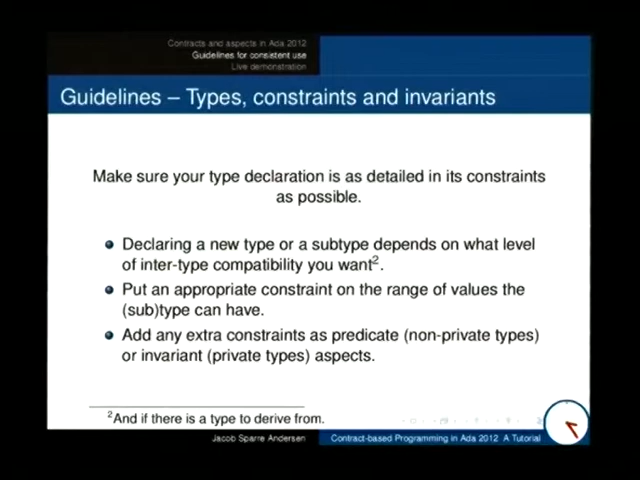 Contracts and aspects in Ada 2012
Guidelines for consistent use
Live demonstration
Guidelines – Types, constraints and invariants
Make sure your type declaration is as detailed in its constraints
as possible.
Declaring a new type or a subtype depends on what level
of inter-type compatibility you want2.
Put an appropriate constraint on the range of values the
(sub)type can have.
Add any extra constraints as predicate (non-private types)
or invariant (private types) aspects.
2And if there is a type to derive from.
Jacob Sparre Andersen
Contract-based Programming in Ada 2012 A Tutorial